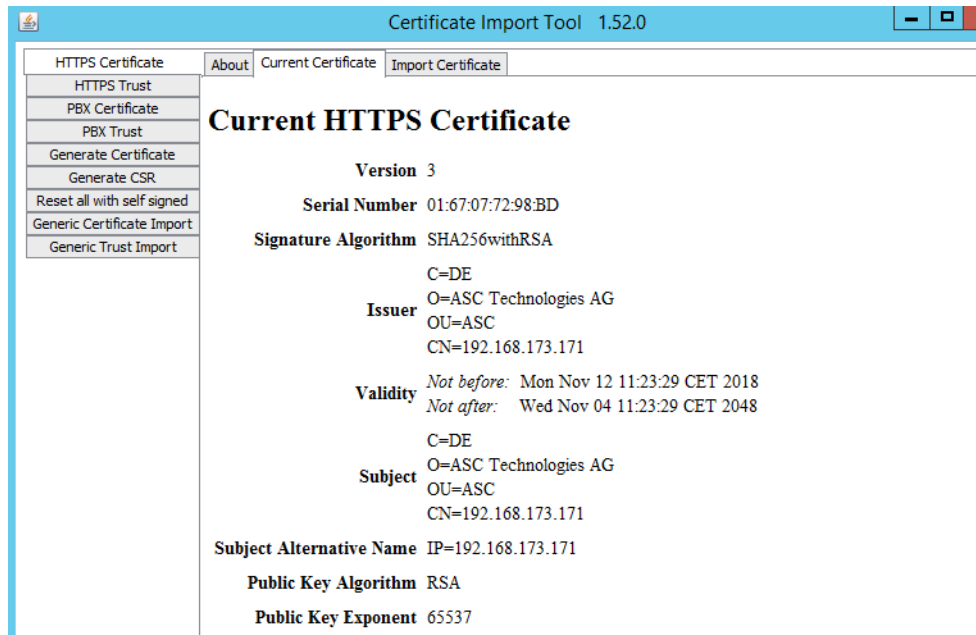 Certificate Import Tool 1.52.0
HTTPS Certificate
HTTPS Trust
PBX Certificate
PBX Trust
Generate Certificate
Generate CSR
Reset all with self signed
Generic Certificate Import
Generic Trust Import
About Current Certificate Import Certificate
Current HTTPS Certificate
Version 3
Serial Number 01:67:07:72:98:BD
Signature Algorithm SHA256withRSA
Issuer
C=DE
O=ASC Technologies AG
OU=ASC
CN=192.168.173.171
Validity
Not before: Mon Nov 12 11:23:29 CET 2018
Not after: Wed Nov 04 11:23:29 CET 2048
Subject
C=DE
O=ASC Technologies AG
OU=ASC
CN=192.168.173.171
Subject Alternative Name IP=192.168.173.171
Public Key Algorithm RSA
Public Key Exponent 65537